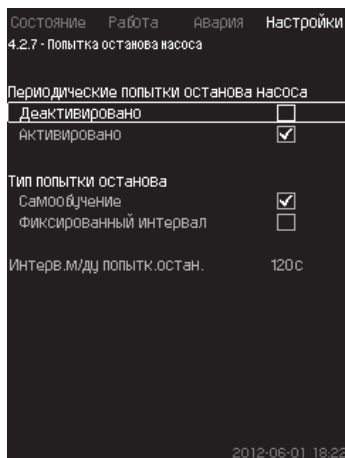 Состояние Работа Авария Настройки
4.2.7 - Попытка останова насоса
Периодические попытки останова насоса
Деактивировано
Активировано
Тип попытки останова
Самообучение
Фиксированный интервал
Интерв.м/ду попытк.остан. 120с
2012-06-01 18:22